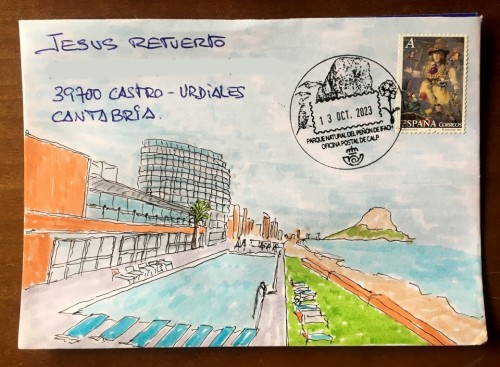 JESUS RETUERTO
39700 CASTRO-URDIALES
CANTABRIA.
A
ESPAÑA CORREOS
13 OCT. 2023
PARQUE NATURAL DEL PEÑÓN DE IFACH
OFICINA POSTAL DE CALP